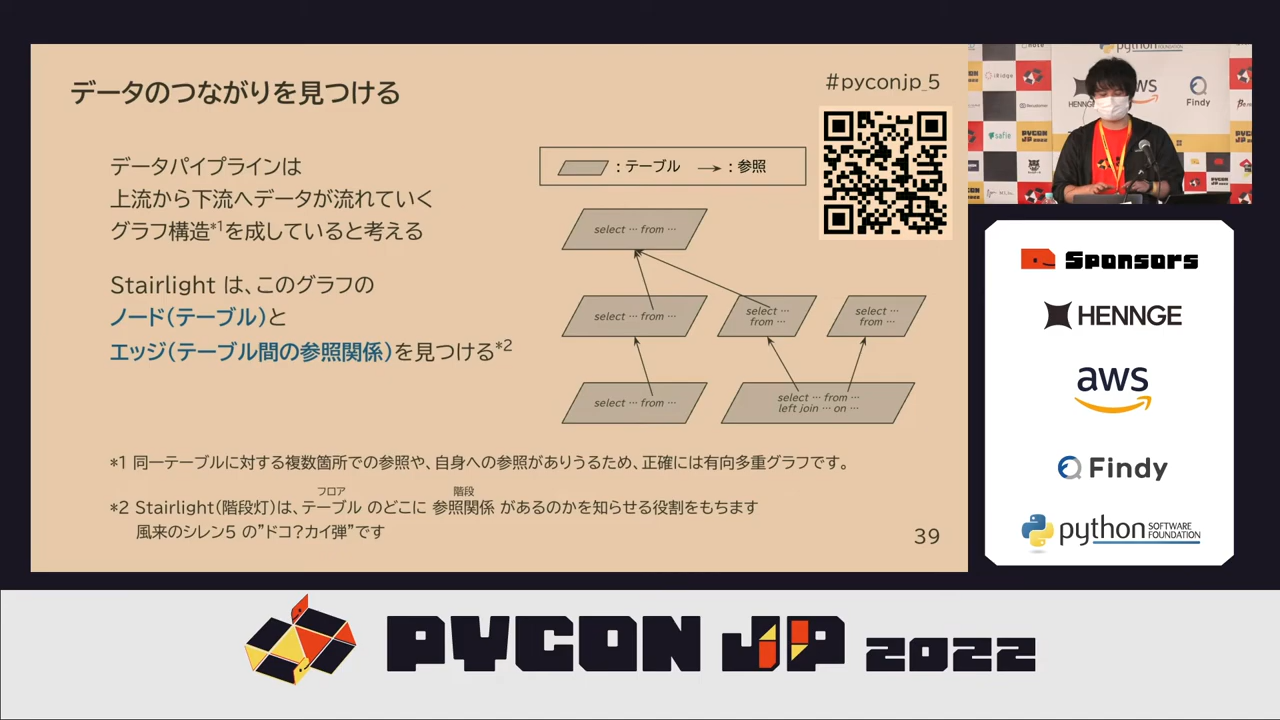 データのつながりを見つける
#pyconjp_5
データパイプラインは
上流から下流へデータが流れていく
グラフ構造*1を成していると考える
Stairlight は、このグラフの
ノード(テーブル)と
エッジ(テーブル間の参照関係)を見つける*2
:テーブル → :参照
select … from …
select … from …
select …
from …
select …
from …
select … from …
select … from …
left join … on …
*1 同一テーブルに対する複数箇所での参照や、自身への参照がありうるため、正確には有向多重グラフです。
フロア 階段
*2 Stairlight(階段灯)は、テーブル のどこに 参照関係 があるのかを知らせる役割をもちます
風来のシレン5 の"ドコ?カイ弾"です
39
python
HENNGE
aws
Findy
safie
Sponsors
HENNGE
aws
Findy
python SOFTWARE
FOUNDATION
PYCON JP 2022